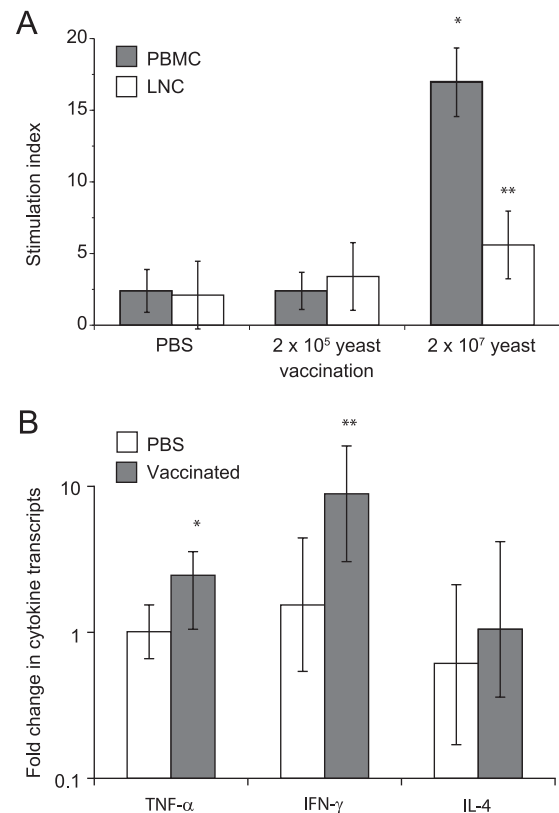 A
20
15
10
5
0
Stimulation index
PBMC
LNC
*
**
PBS
2 x 10⁵ yeast
2 x 10⁷ yeast
vaccination
B
PBS
Vaccinated
10
1
0.1
Fold change in cytokine transcripts
*
**
TNF-α
IFN-γ
IL-4